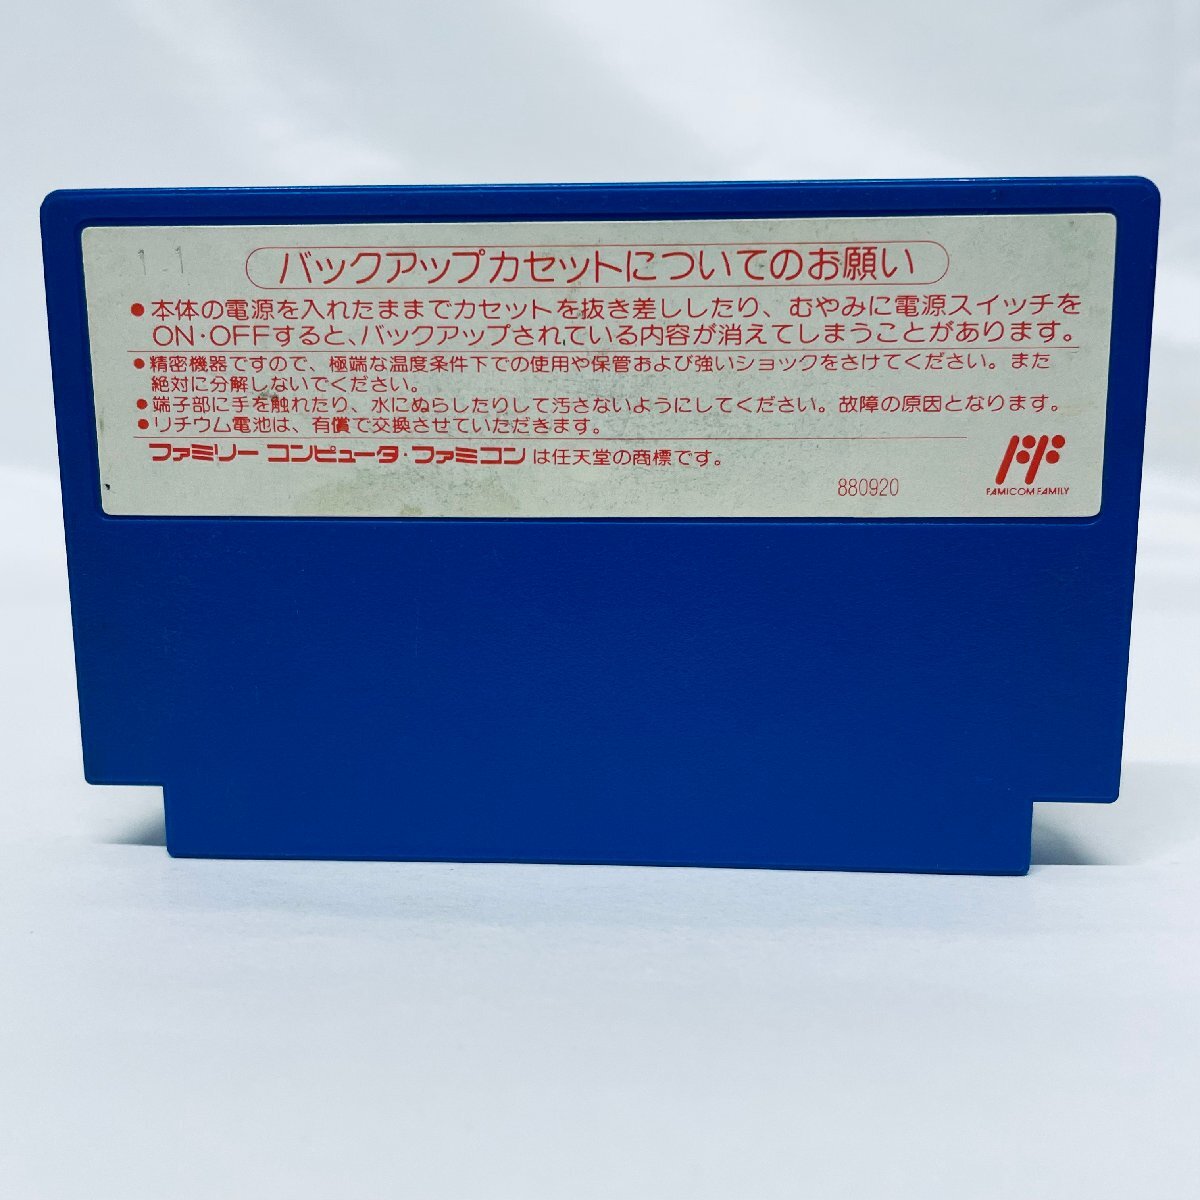 1 1
バックアップカセットについてのお願い
●本体の電源を入れたままでカセットを抜き差ししたり、むやみに電源スイッチを
ON・OFFすると、バックアップされている内容が消えてしまうことがあります。
●精密機器ですので、極端な温度条件下での使用や保管および強いショックをさけてください。また
絶対に分解しないでください。
●端子部に手を触れたり、水にぬらしたりして汚さないようにしてください。故障の原因となります。
●リチウム電池は、有償で交換させていただきます。
ファミリー コンピュータ・ファミコン は任天堂の商標です。
880920
FAMICOM FAMILY